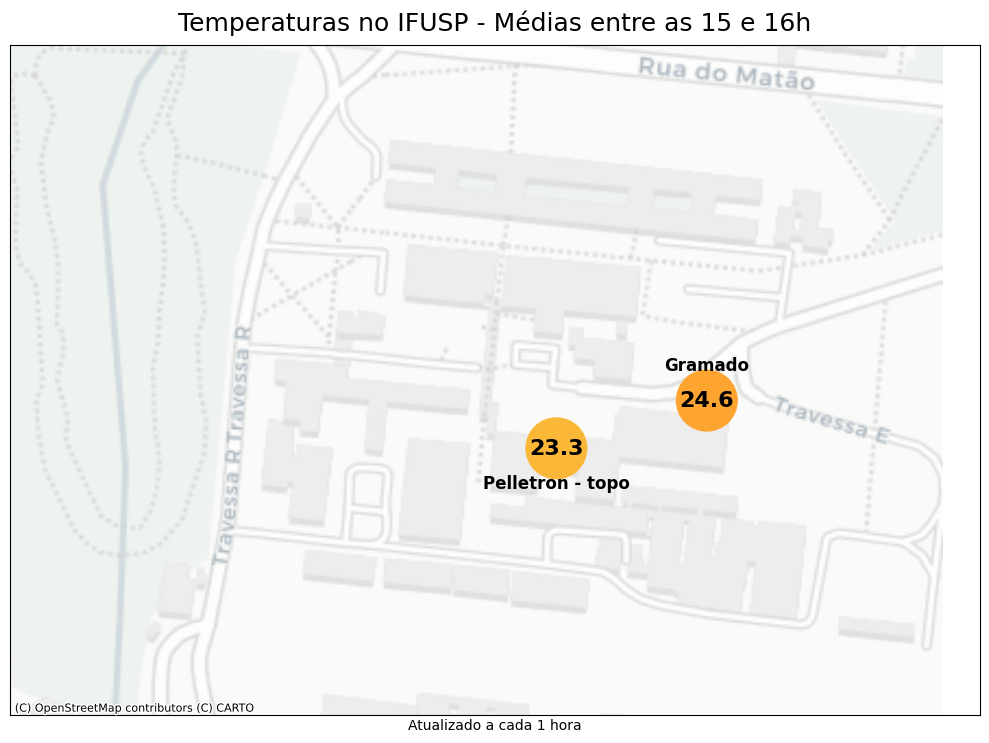 Temperaturas no IFUSP - Médias entre as 15 e 16h
Rua do Matão
Travessa R Travessa R
Gramado
24.6
Travessa E
23.3
Pelletron - topo
(C) OpenStreetMap contributors (C) CARTO
Atualizado a cada 1 hora